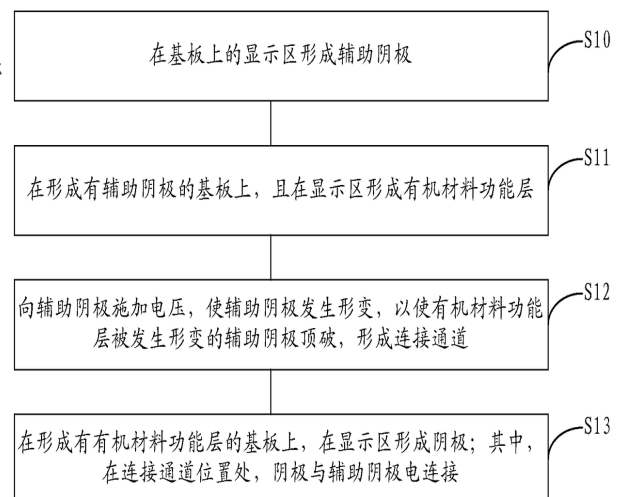 在基板上的显示区形成辅助阴极
S10
在形成有辅助阴极的基板上，且在显示区形成有机材料功能层
S11
向辅助阴极施加电压，使辅助阴极发生形变，以使有机材料功能
层被发生形变的辅助阴极顶破，形成连接通道
S12
在形成有有机材料功能层的基板上，在显示区形成阴极；其中，
在连接通道位置处，阴极与辅助阴极电连接
S13